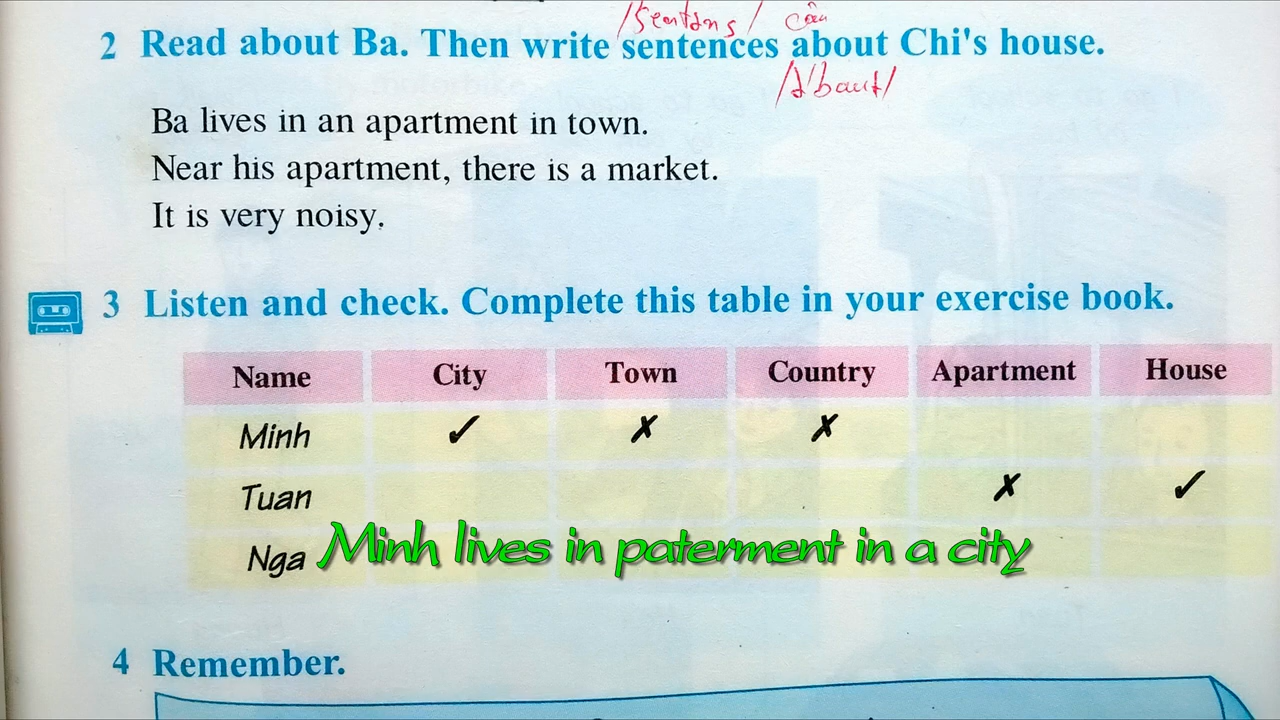 /sentəns/ câu
2 Read about Ba. Then write sentences about Chi's house.
/ə'baut/
Ba lives in an apartment in town.
Near his apartment, there is a market.
It is very noisy.
3 Listen and check. Complete this table in your exercise book.
Name City Town Country Apartment House
Minh ✓ ✗ ✗
Tuan ✗ ✓
Nga
Minh lives in paterment in a city
4 Remember.